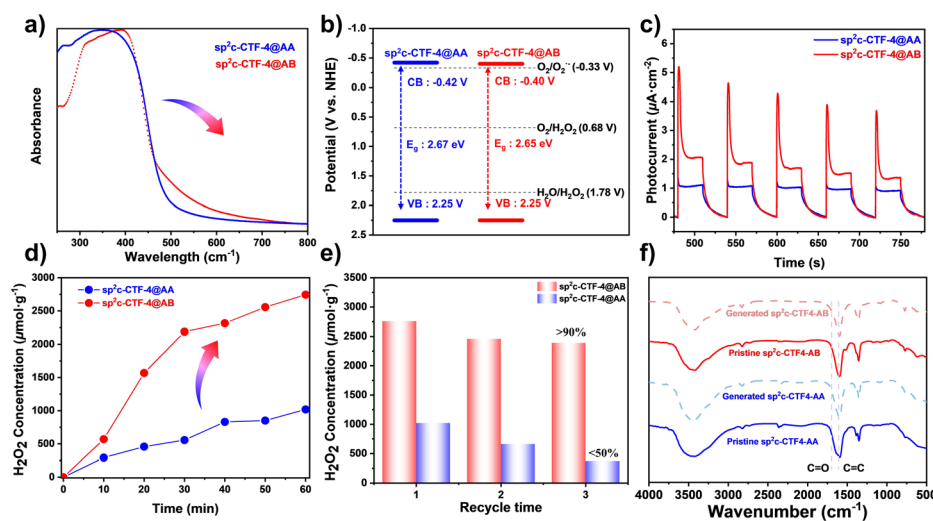 a)
sp²c-CTF-4@AA
sp²c-CTF-4@AB
Absorbance
300 400 500 600 700 800
Wavelength (cm⁻¹)
b)
sp²c-CTF-4@AA sp²c-CTF-4@AB
O₂/O₂˙⁻ (-0.33 V)
CB : -0.42 V CB : -0.40 V
O₂/H₂O₂ (0.68 V)
E_g : 2.67 eV E_g : 2.65 eV
H₂O/H₂O₂ (1.78 V)
VB : 2.25 V VB : 2.25 V
Potential (V vs. NHE)
-1.0
-0.5
0.0
0.5
1.0
1.5
2.0
2.5
c)
sp²c-CTF-4@AA
sp²c-CTF-4@AB
Photocurrent (µA·cm⁻²)
6
5
4
3
2
1
0
500 550 600 650 700 750
Time (s)
d)
sp²c-CTF-4@AA
sp²c-CTF-4@AB
H₂O₂ Concentration (µmol·g⁻¹)
3000
2500
2000
1500
1000
500
0
0 10 20 30 40 50 60
Time (min)
e)
sp²c-CTF-4@AB
sp²c-CTF-4@AA
>90%
<50%
H₂O₂ Concentration (µmol·g⁻¹)
3500
3000
2500
2000
1500
1000
500
0
1 2 3
Recycle time
f)
Generated sp²c-CTF4-AB
Pristine sp²c-CTF4-AB
Generated sp²c-CTF4-AA
Pristine sp²c-CTF4-AA
C=O C=C
4000 3500 3000 2500 2000 1500 1000 500
Wavenumber (cm⁻¹)